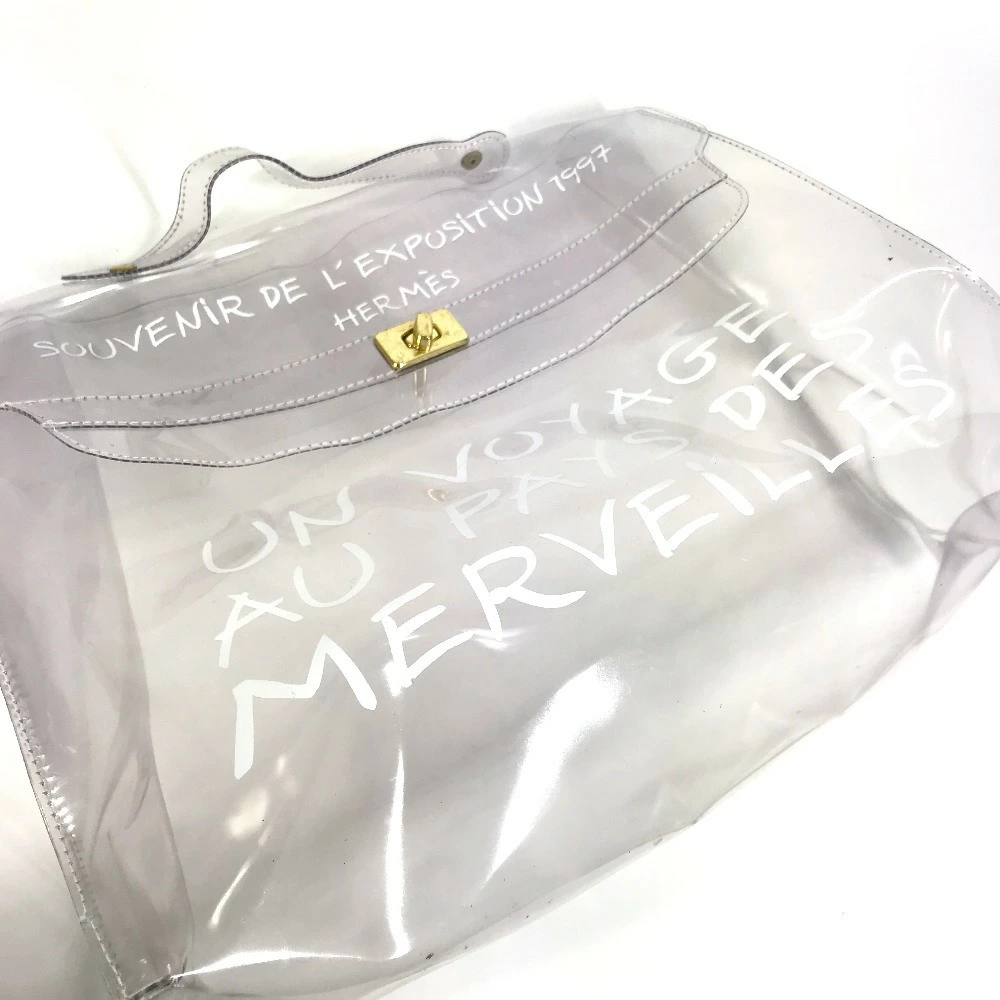 SOUVENIR DE L'EXPOSITION 1997
HERMÈS
UN VOYAGE
AU PAYS DES
MERVEILLES